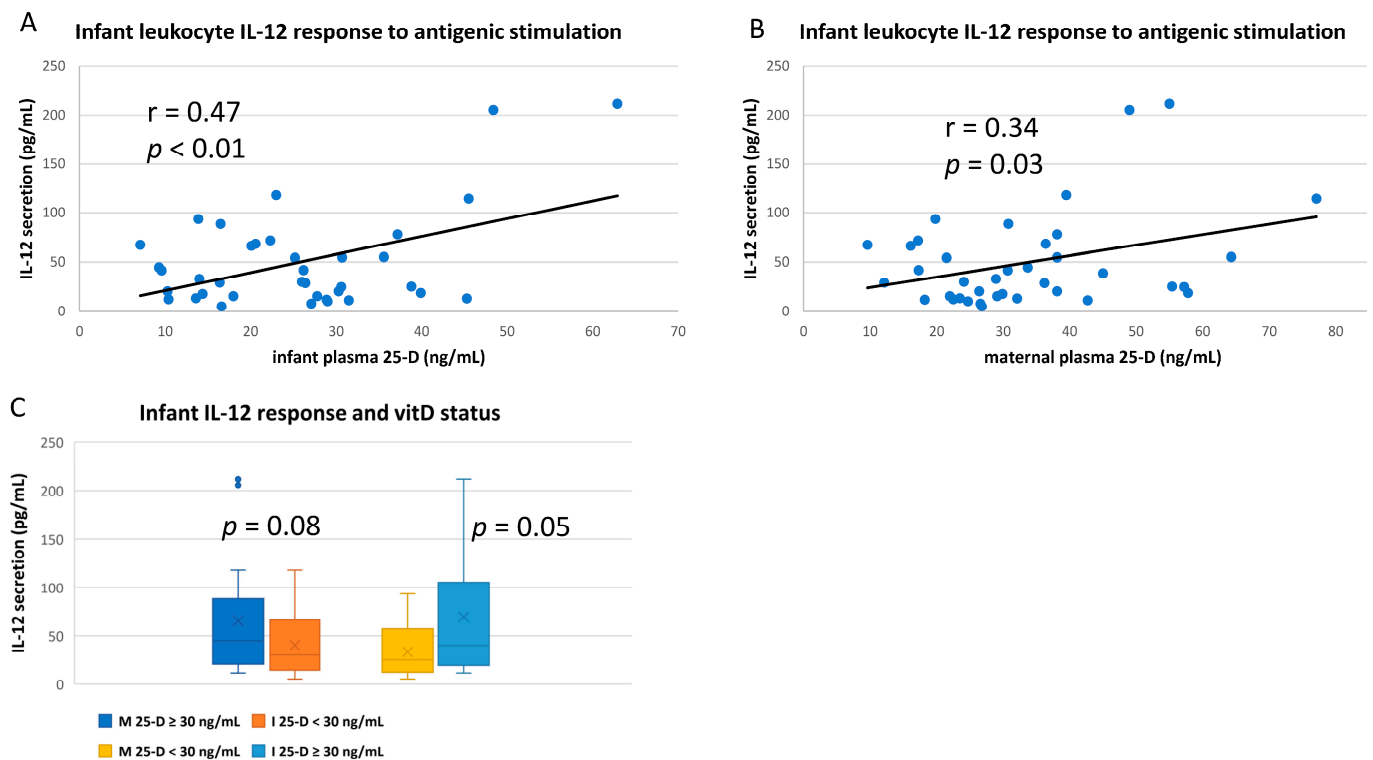 A
Infant leukocyte IL-12 response to antigenic stimulation
250
200
150
100
50
0
IL-12 secretion (pg/mL)
r = 0.47
p < 0.01
0 10 20 30 40 50 60 70
infant plasma 25-D (ng/mL)
B
Infant leukocyte IL-12 response to antigenic stimulation
250
200
150
100
50
0
IL-12 secretion (pg/mL)
r = 0.34
p = 0.03
0 10 20 30 40 50 60 70 80
maternal plasma 25-D (ng/mL)
C
Infant IL-12 response and vitD status
250
200
150
100
50
0
IL-12 secretion (pg/mL)
p = 0.08
p = 0.05
M 25-D ≥ 30 ng/mL I 25-D < 30 ng/mL
M 25-D < 30 ng/mL I 25-D ≥ 30 ng/mL